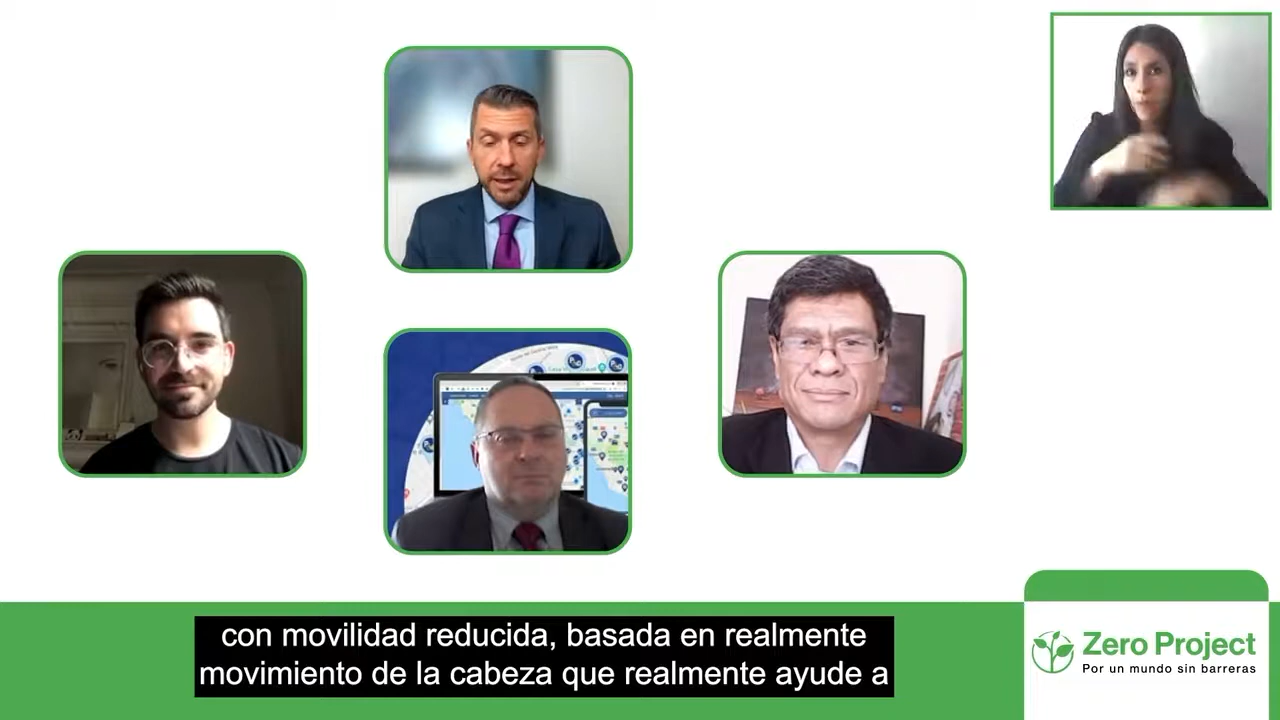 con movilidad reducida, basada en realmente
movimiento de la cabeza que realmente ayude a
Zero Project
Por un mundo sin barreras